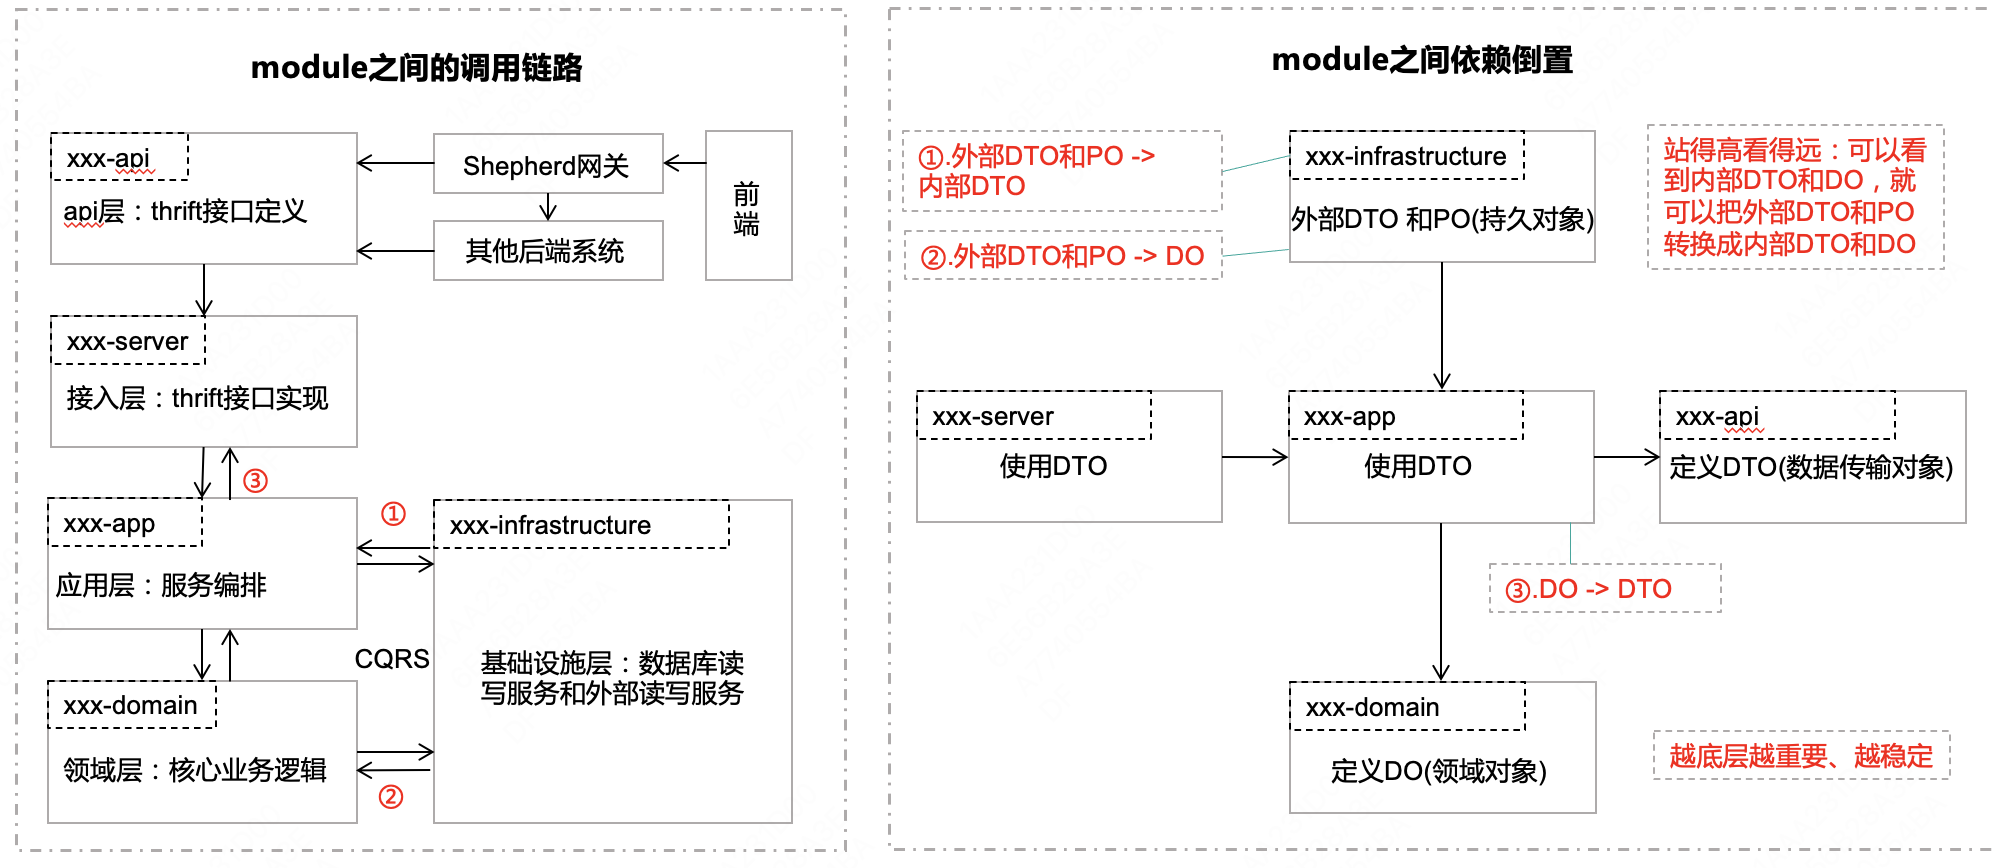 module之间的调用链路
xxx-api
api层：thrift接口定义
Shepherd网关
其他后端系统
前
端
xxx-server
接入层：thrift接口实现
③
xxx-app
应用层：服务编排
①
xxx-infrastructure
CQRS
基础设施层：数据库读
写服务和外部读写服务
xxx-domain
领域层：核心业务逻辑
②
module之间依赖倒置
①.外部DTO和PO ->
内部DTO
②.外部DTO和PO -> DO
xxx-infrastructure
外部DTO 和PO(持久对象)
站得高看得远：可以看
到内部DTO和DO，就
可以把外部DTO和PO
转换成内部DTO和DO
xxx-server
使用DTO
xxx-app
使用DTO
xxx-api
定义DTO(数据传输对象)
③.DO -> DTO
xxx-domain
定义DO(领域对象)
越底层越重要、越稳定